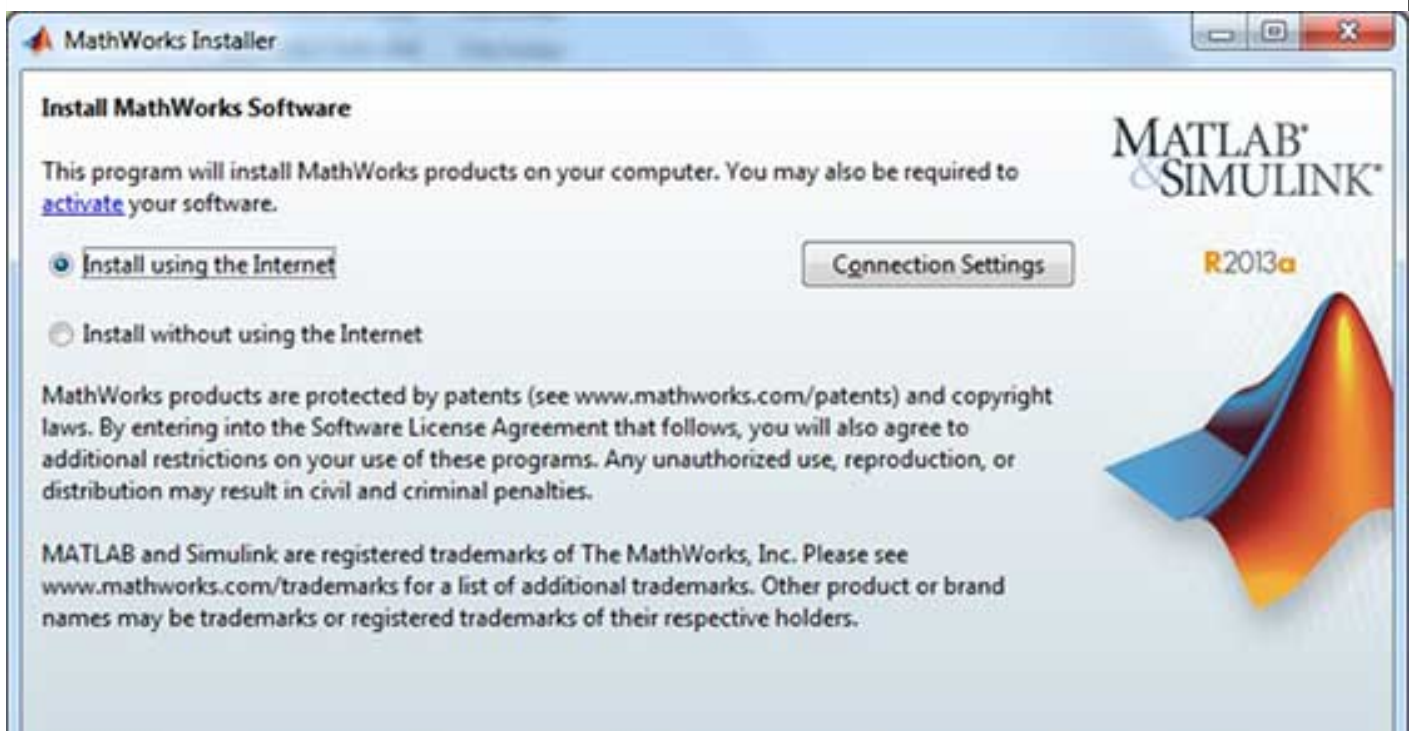 MathWorks Installer
Install MathWorks Software
This program will install MathWorks products on your computer. You may also be required to
activate your software.
Install using the Internet
Connection Settings
Install without using the Internet
MathWorks products are protected by patents (see www.mathworks.com/patents) and copyright
laws. By entering into the Software License Agreement that follows, you will also agree to
additional restrictions on your use of these programs. Any unauthorized use, reproduction, or
distribution may result in civil and criminal penalties.
MATLAB and Simulink are registered trademarks of The MathWorks, Inc. Please see
www.mathworks.com/trademarks for a list of additional trademarks. Other product or brand
names may be trademarks or registered trademarks of their respective holders.
MATLAB®
&SIMULINK®
R2013a